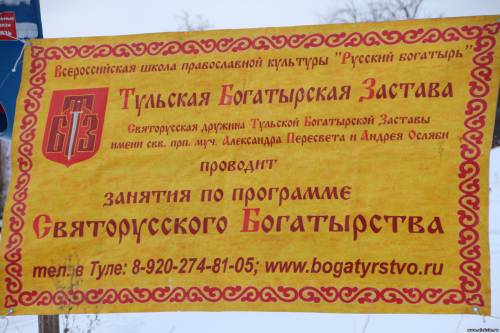 Всероссийская школа православной культуры "Русский богатырь"
Тульская Богатырская Застава
Святорусская дружина Тульской Богатырской Заставы
имени свв. прп. муч. Александра Пересвета и Андрея Осляби
проводит
занятия по программе
Святорусского Богатырства
тел. в Туле: 8-920-274-81-05; www.bogatyrstvo.ru
ТБЗ